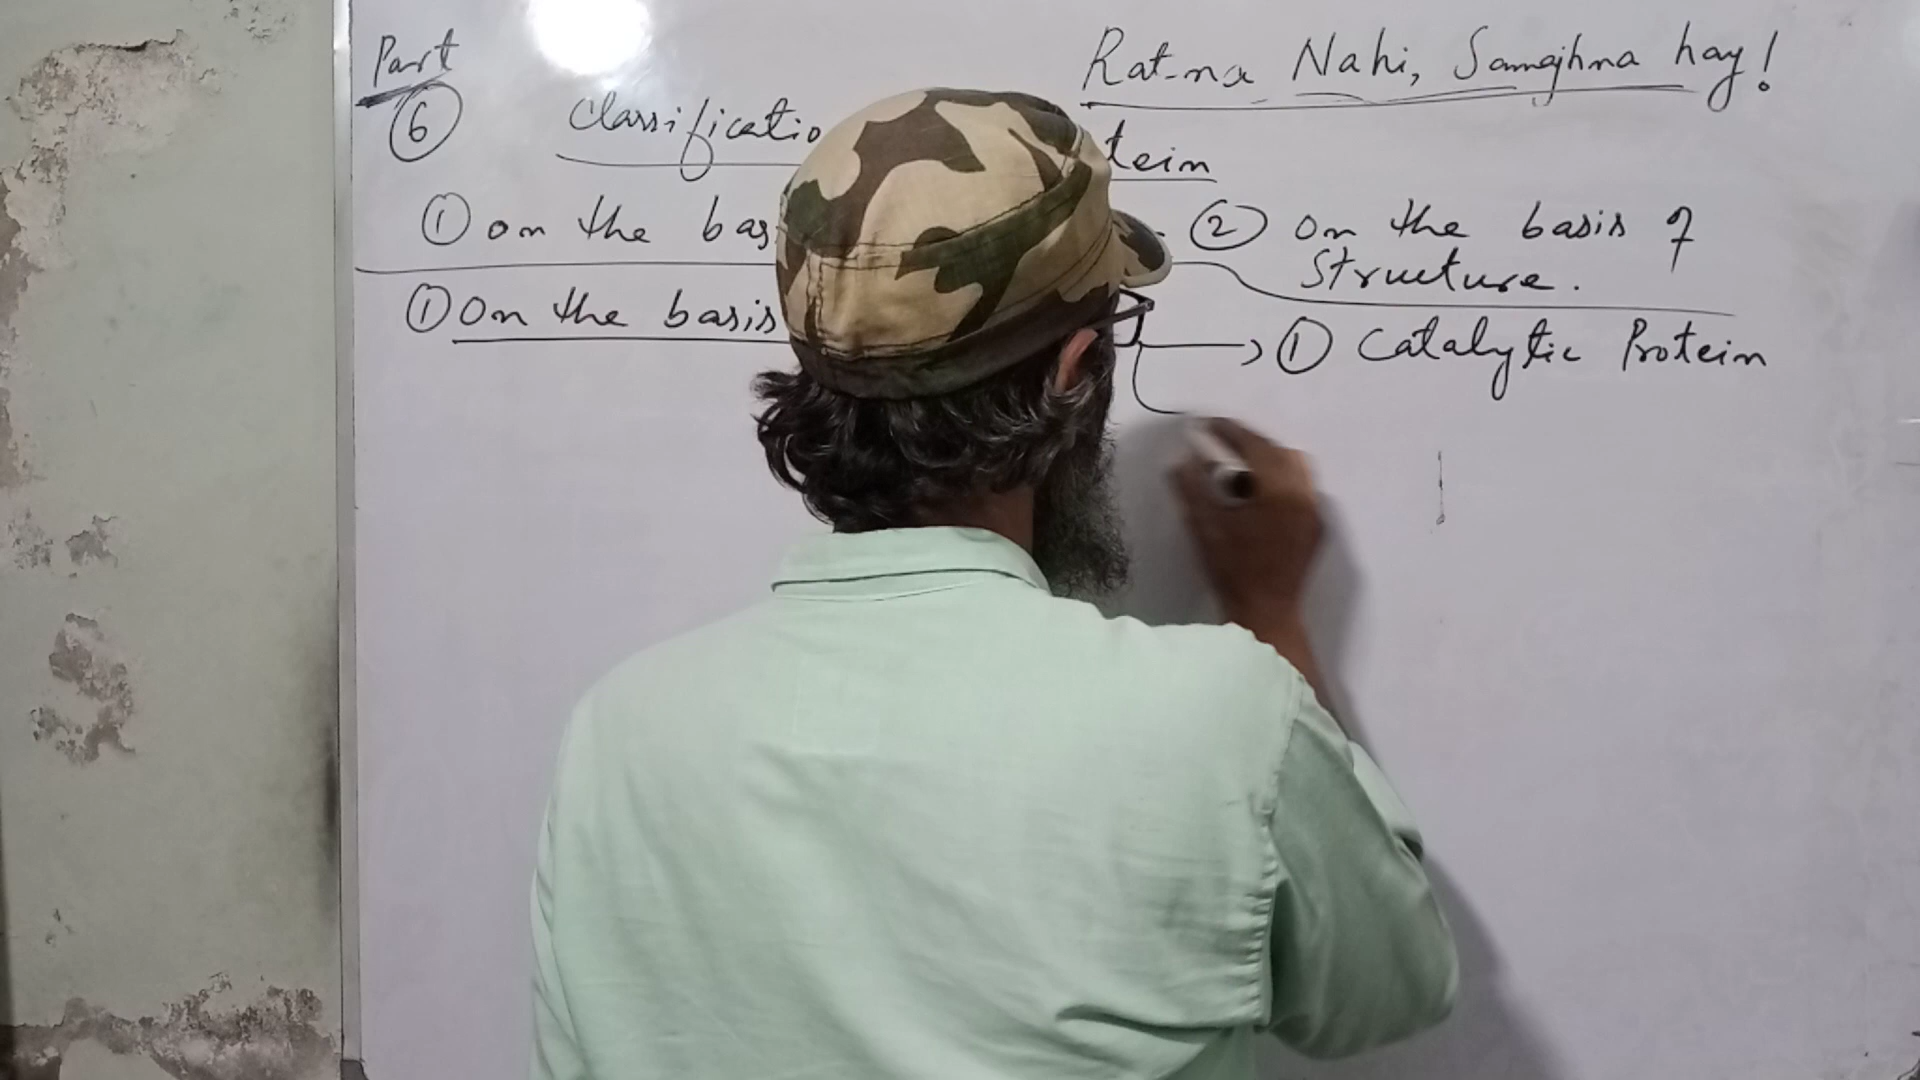 Part
Rat-na Nahi, Samajhna hay!
6
Classificatio tein
① on the bas
② on the basis of
Structure.
① On the basis
① Catalytic Protein